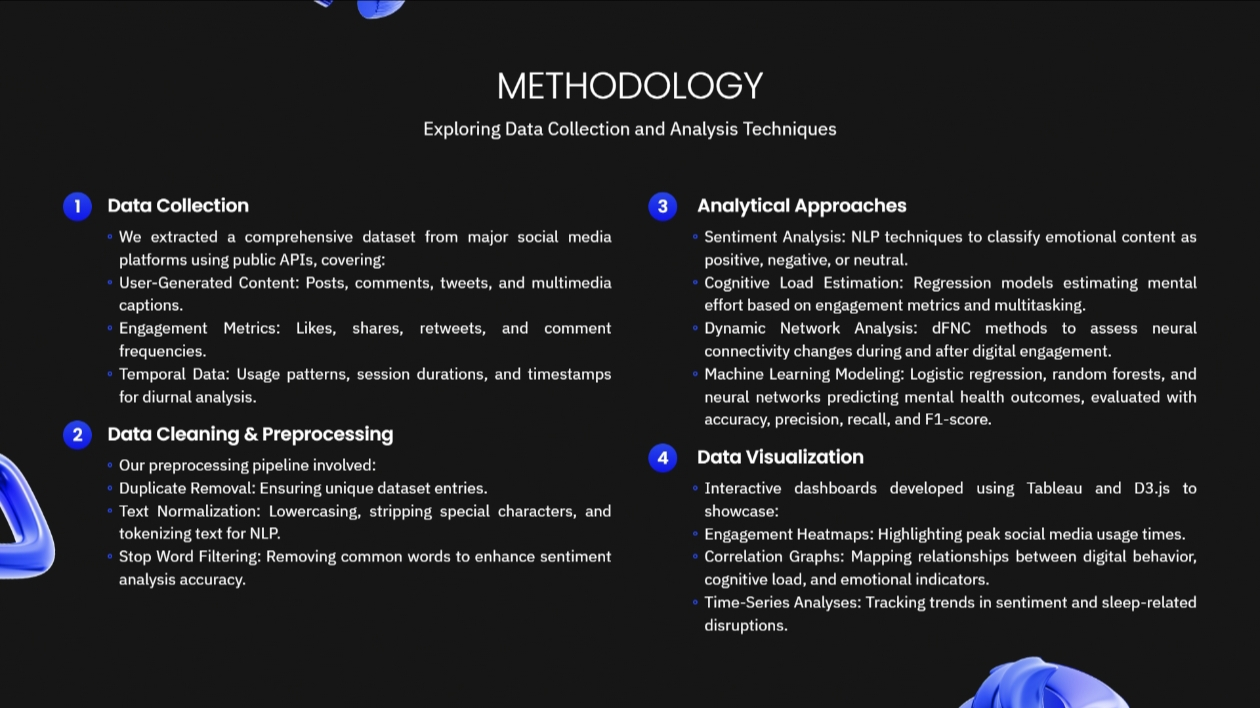 METHODOLOGY
Exploring Data Collection and Analysis Techniques
1 Data Collection
We extracted a comprehensive dataset from major social media
platforms using public APIs, covering:
User-Generated Content: Posts, comments, tweets, and multimedia
captions.
Engagement Metrics: Likes, shares, retweets, and comment
frequencies.
Temporal Data: Usage patterns, session durations, and timestamps
for diurnal analysis.
2 Data Cleaning & Preprocessing
Our preprocessing pipeline involved:
Duplicate Removal: Ensuring unique dataset entries.
Text Normalization: Lowercasing, stripping special characters, and
tokenizing text for NLP.
Stop Word Filtering: Removing common words to enhance sentiment
analysis accuracy.
3 Analytical Approaches
Sentiment Analysis: NLP techniques to classify emotional content as
positive, negative, or neutral.
Cognitive Load Estimation: Regression models estimating mental
effort based on engagement metrics and multitasking.
Dynamic Network Analysis: dFNC methods to assess neural
connectivity changes during and after digital engagement.
Machine Learning Modeling: Logistic regression, random forests, and
neural networks predicting mental health outcomes, evaluated with
accuracy, precision, recall, and F1-score.
4 Data Visualization
Interactive dashboards developed using Tableau and D3.js to
showcase:
Engagement Heatmaps: Highlighting peak social media usage times.
Correlation Graphs: Mapping relationships between digital behavior,
cognitive load, and emotional indicators.
Time-Series Analyses: Tracking trends in sentiment and sleep-related
disruptions.